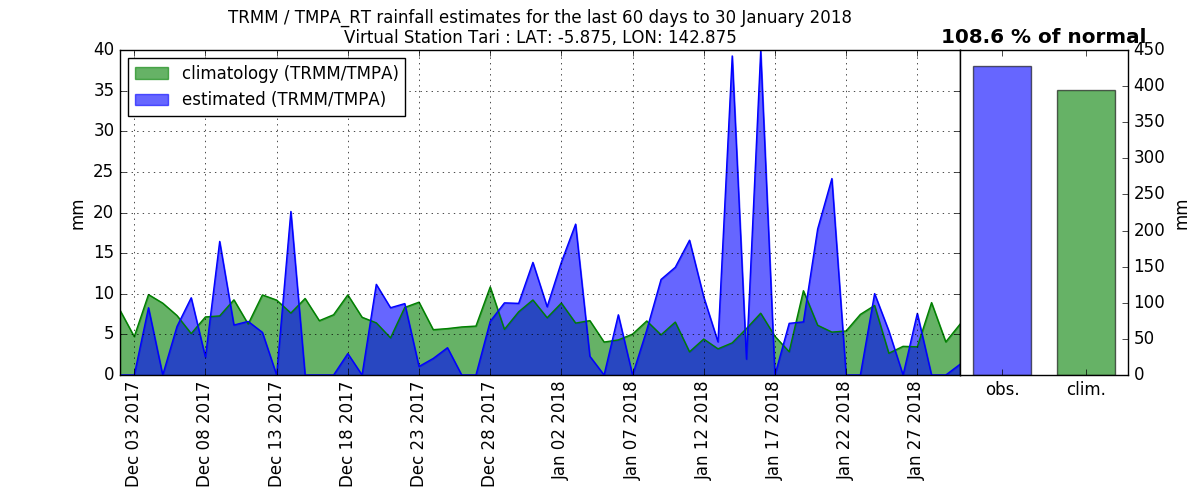 TRMM / TMPA_RT rainfall estimates for the last 60 days to 30 January 2018
Virtual Station Tari : LAT: -5.875, LON: 142.875
108.6 % of normal
climatology (TRMM/TMPA)
estimated (TRMM/TMPA)
40
35
30
25
20
15
10
5
0
mm
450
400
350
300
250
200
150
100
50
0
mm
Dec 03 2017
Dec 08 2017
Dec 13 2017
Dec 18 2017
Dec 23 2017
Dec 28 2017
Jan 02 2018
Jan 07 2018
Jan 12 2018
Jan 17 2018
Jan 22 2018
Jan 27 2018
obs.
clim.